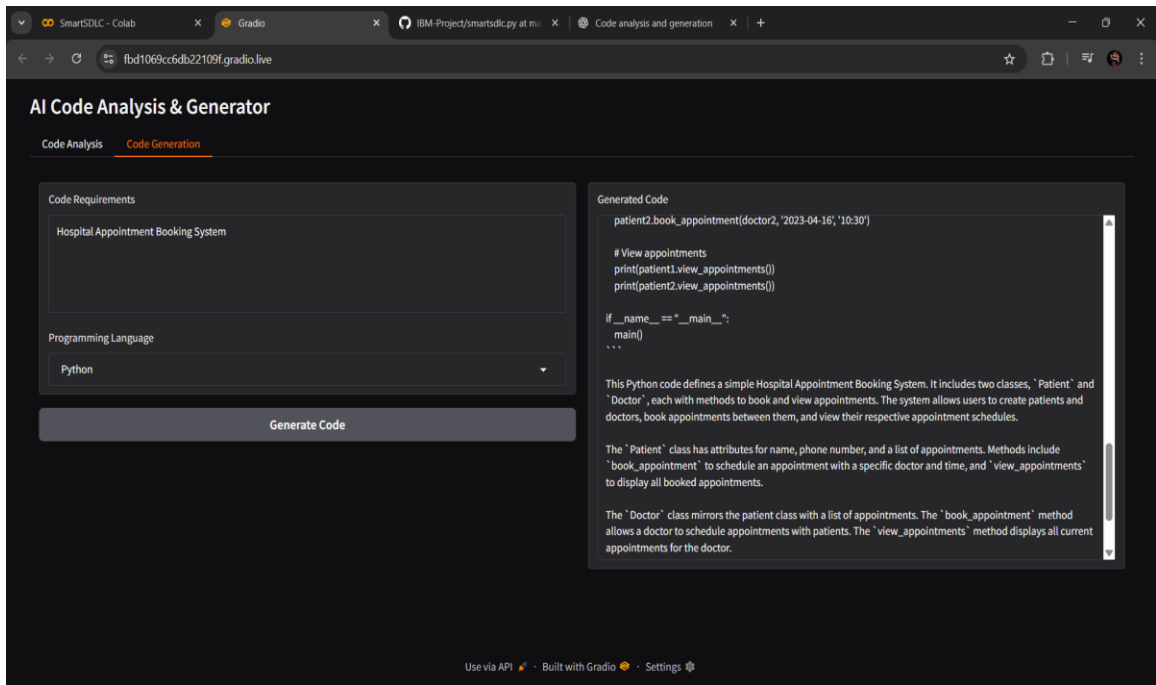 SmartSDLC - Colab
Gradio
IBM-Project/smartsdlc.py at ma
Code analysis and generation
fbd1069cc6db22109f.gradio.live
AI Code Analysis & Generator
Code Analysis
Code Generation
Code Requirements
Hospital Appointment Booking System
Programming Language
Python
Generate Code
Generated Code
patient2.book_appointment(doctor2, '2023-04-16', '10:30')
# View appointments
print(patient1.view_appointments())
print(patient2.view_appointments())
if __name__ == "__main__":
main()
```
This Python code defines a simple Hospital Appointment Booking System. It includes two classes, `Patient` and
`Doctor`, each with methods to book and view appointments. The system allows users to create patients and
doctors, book appointments between them, and view their respective appointment schedules.
The `Patient` class has attributes for name, phone number, and a list of appointments. Methods include
`book_appointment` to schedule an appointment with a specific doctor and time, and `view_appointments`
to display all booked appointments.
The `Doctor` class mirrors the patient class with a list of appointments. The `book_appointment` method
allows a doctor to schedule appointments with patients. The `view_appointments` method displays all current
appointments for the doctor.
Use via API · Built with Gradio · Settings